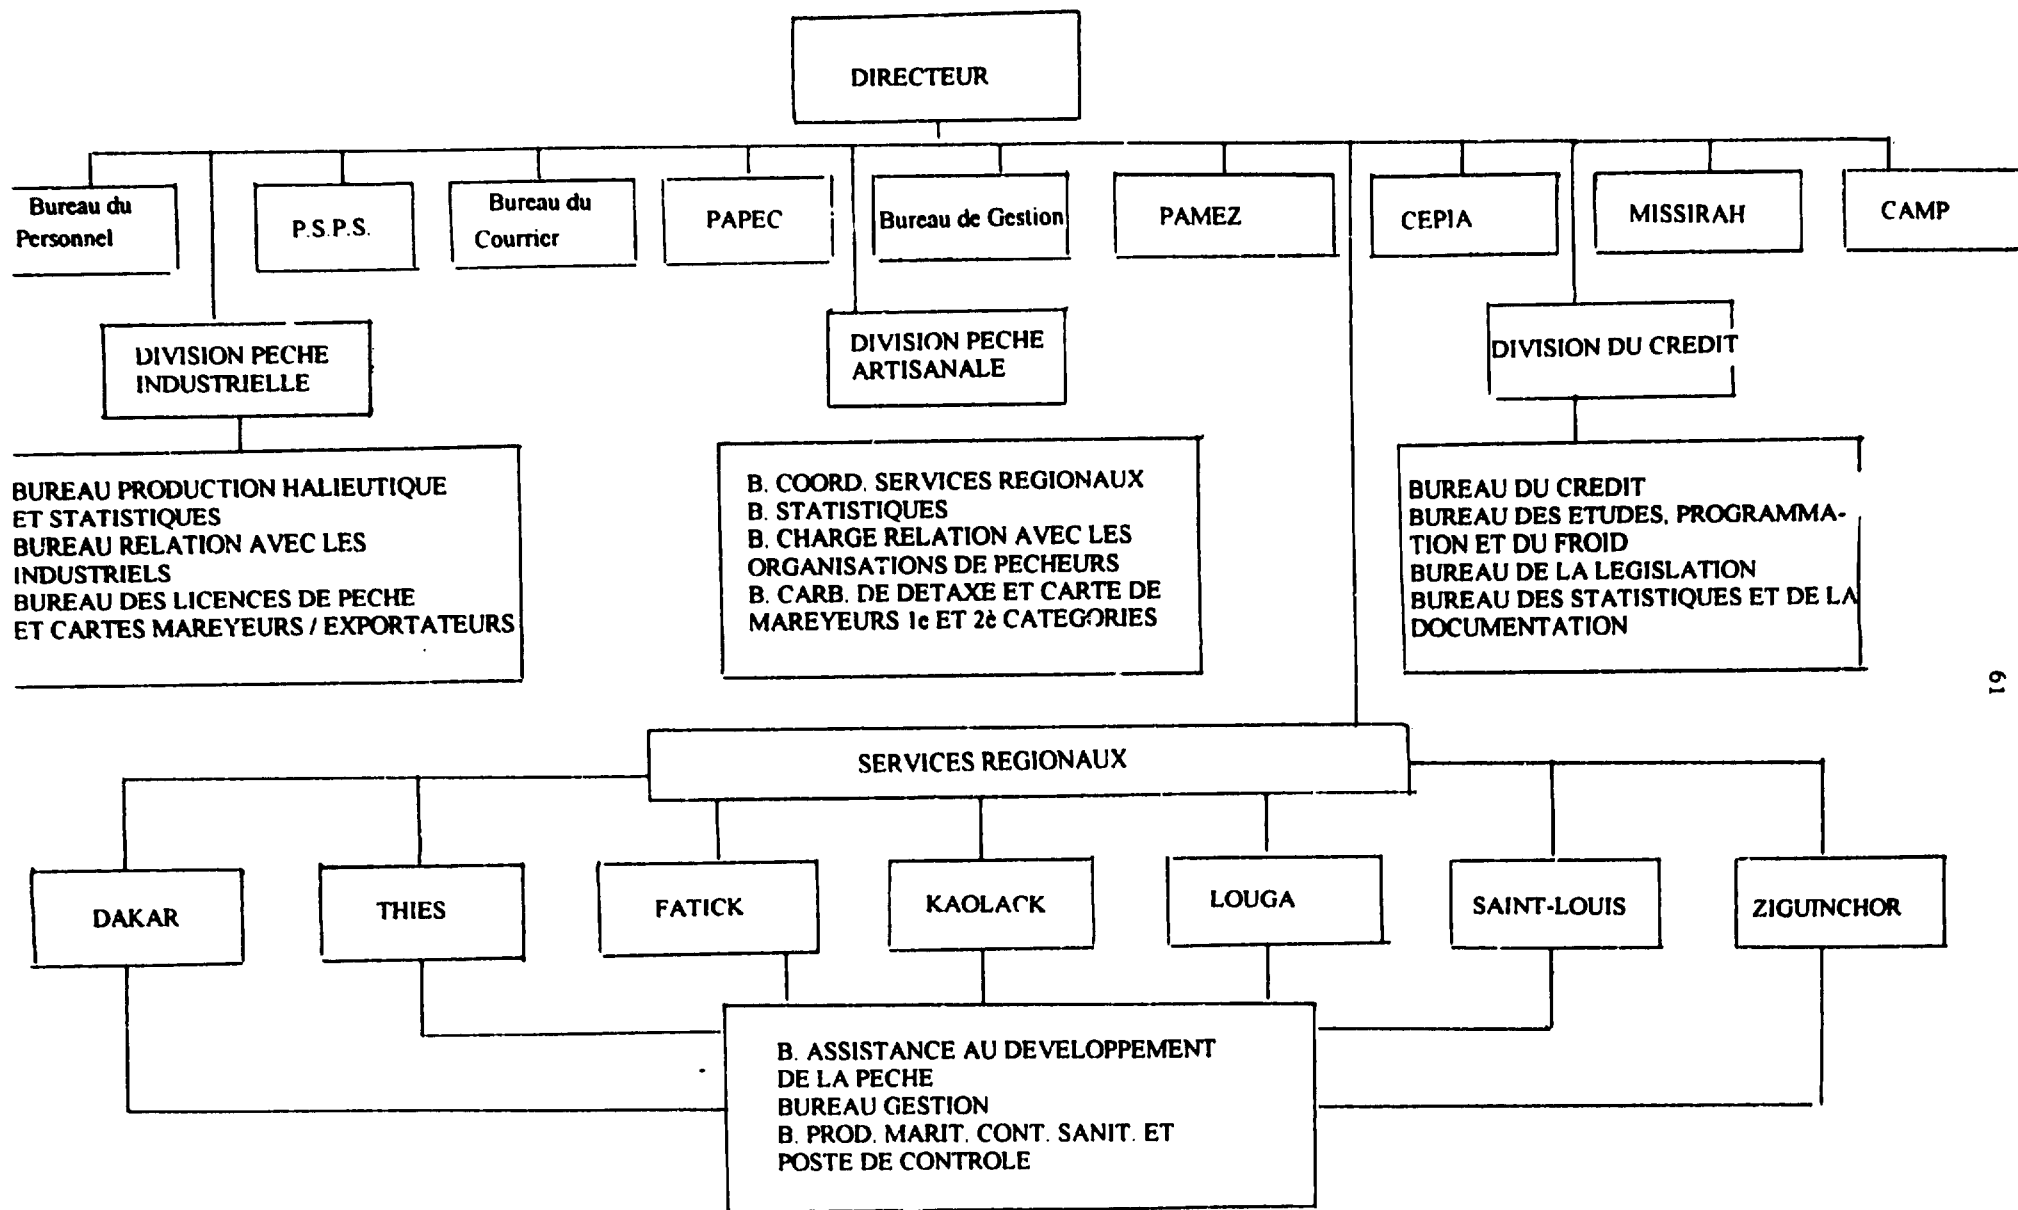 DIRECTEUR
Bureau du
Personnel
P.S.P.S.
Bureau du
Courrier
PAPEC
Bureau de Gestion
PAMEZ
CEPIA
MISSIRAH
CAMP
DIVISION PECHE
INDUSTRIELLE
DIVISION PECHE
ARTISANALE
DIVISION DU CREDIT
BUREAU PRODUCTION HALIEUTIQUE
ET STATISTIQUES
BUREAU RELATION AVEC LES
INDUSTRIELS
BUREAU DES LICENCES DE PECHE
ET CARTES MAREYEURS / EXPORTATEURS
B. COORD. SERVICES REGIONAUX
B. STATISTIQUES
B. CHARGE RELATION AVEC LES
ORGANISATIONS DE PECHEURS
B. CARB. DE DETAXE ET CARTE DE
MAREYEURS 1e ET 2è CATEGORIES
BUREAU DU CREDIT
BUREAU DES ETUDES, PROGRAMMA-
TION ET DU FROID
BUREAU DE LA LEGISLATION
BUREAU DES STATISTIQUES ET DE LA
DOCUMENTATION
61
SERVICES REGIONAUX
DAKAR
THIES
FATICK
KAOLACK
LOUGA
SAINT-LOUIS
ZIGUINCHOR
B. ASSISTANCE AU DEVELOPPEMENT
DE LA PECHE
BUREAU GESTION
B. PROD. MARIT. CONT. SANIT. ET
POSTE DE CONTROLE